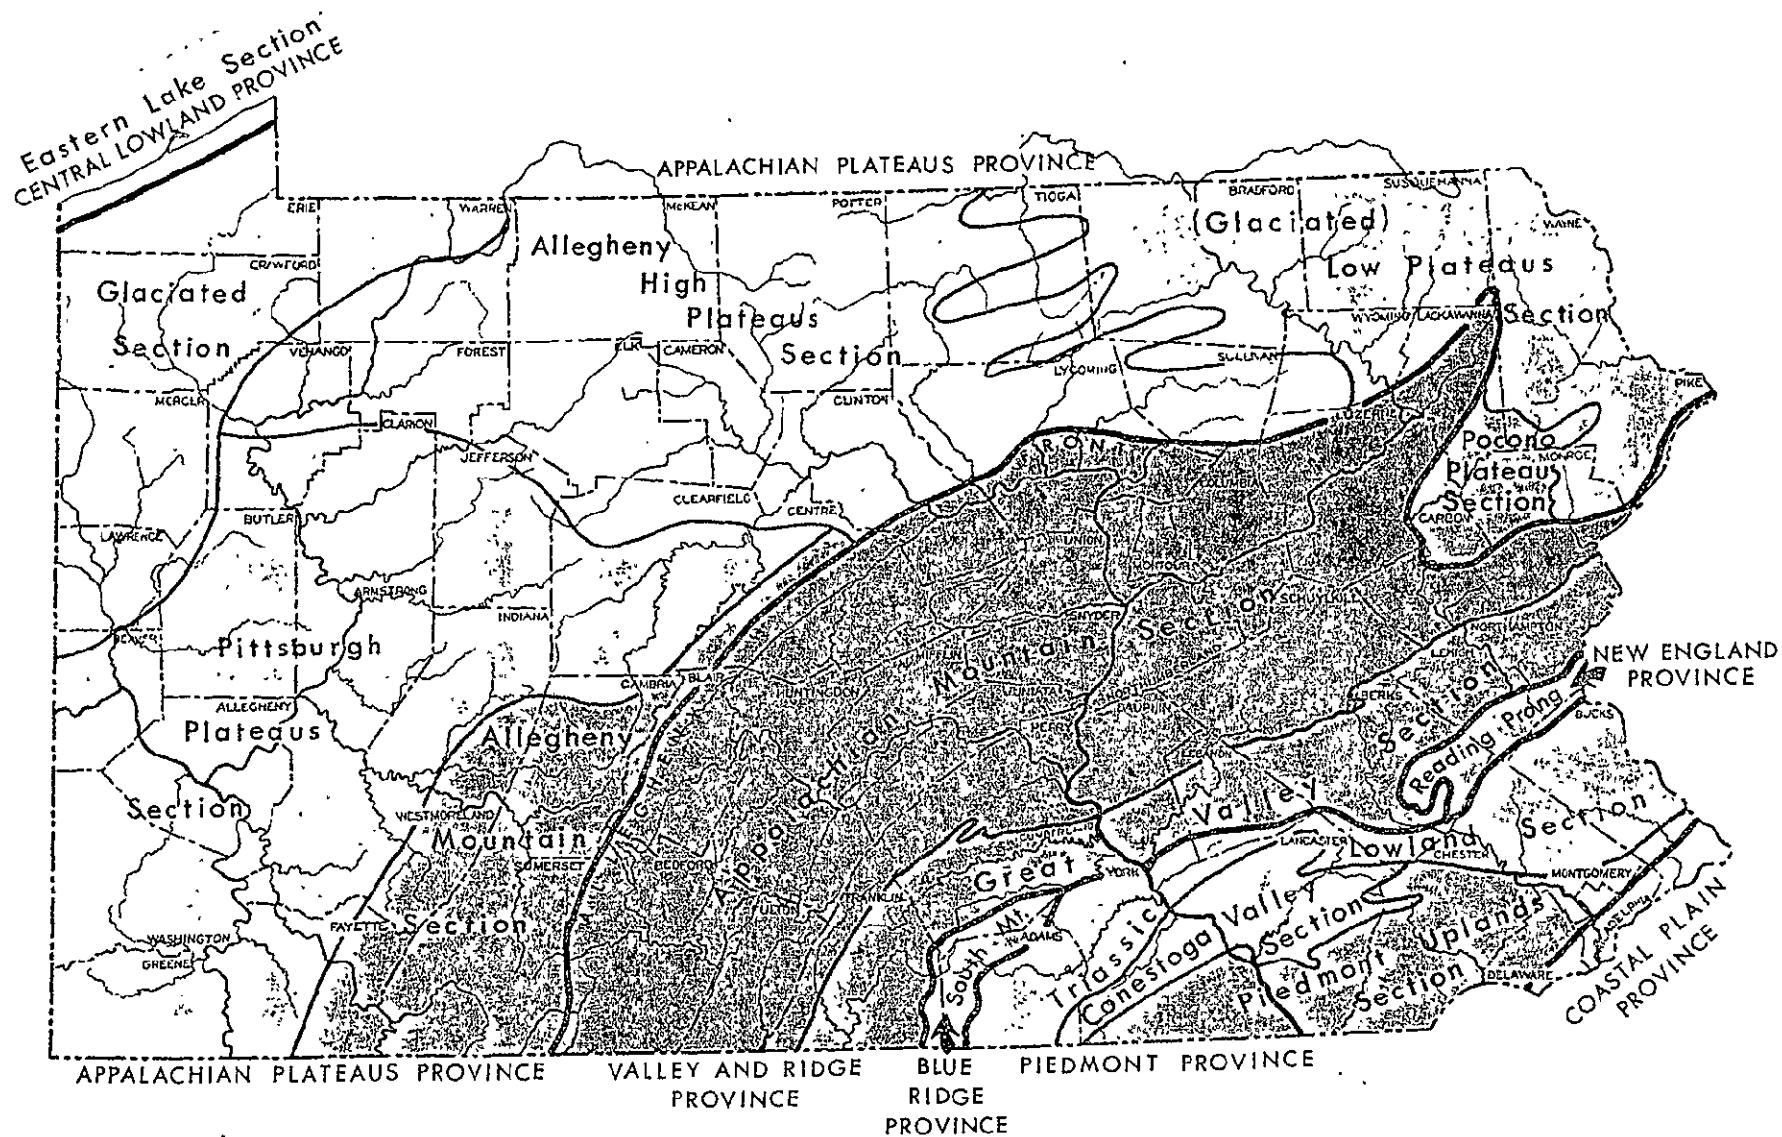 Eastern Lake Section
CENTRAL LOWLAND PROVINCE
APPALACHIAN PLATEAUS PROVINCE
ERIE
WARREN
McKEAN
POTTER
TIOGA
BRADFORD
SUSQUEHANNA
WAYNE
(Glaciated)
Low Plateaus
Section
Allegheny
High
Plateaus
Section
CRAWFORD
Glaciated
Section
VENANGO
FOREST
ELK
CAMERON
LYCOMING
SULLIVAN
WYOMING
LACKAWANNA
PIKE
MERCER
CLARION
CLINTON
LUZERNE
JEFFERSON
FRONT
Pocono
Plateau
Section
MONROE
COLUMBIA
CLEARFIELD
CENTRE
BUTLER
LAWRENCE
CARBON
UNION
MONTOUR
ARMSTRONG
INDIANA
SNYDER
SCHUYLKILL
NORTHAMPTON
LEHIGH
BEAVER
Pittsburgh
Plateaus
Section
CAMBRIA
BLAIR
HUNTINGDON
JUNIATA
Appalachian Mountain Section
DAUPHIN
BERKS
NEW ENGLAND
PROVINCE
Reading Prong
BUCKS
ALLEGHENY
Allegheny
Mountain
Section
ALLEGHENY
WESTMORELAND
SOMERSET
BEDFORD
FULTON
FRANKLIN
Great Valley Section
YORK
LANCASTER
CHESTER
MONTGOMERY
Triassic Lowland Section
FAYETTE
WASHINGTON
GREENE
South Mt.
ADAMS
Conestoga Valley
Section
Piedmont Uplands
Section
DELAWARE
COASTAL PLAIN
PROVINCE
APPALACHIAN PLATEAUS PROVINCE
VALLEY AND RIDGE
PROVINCE
BLUE
RIDGE
PROVINCE
PIEDMONT PROVINCE